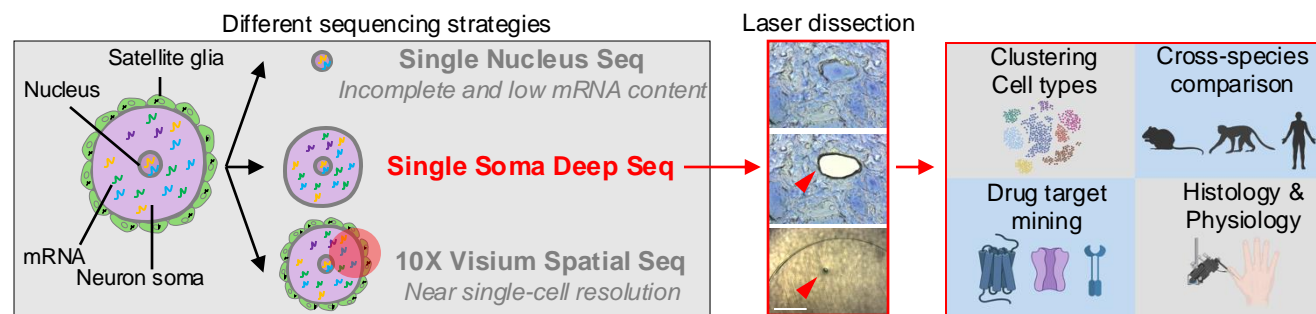 Different sequencing strategies
Laser dissection
Satellite glia
Nucleus
mRNA
Neuron soma
Single Nucleus Seq
Incomplete and low mRNA content
Single Soma Deep Seq
10X Visium Spatial Seq
Near single-cell resolution
Clustering
Cell types
Cross-species
comparison
Drug target
mining
Histology &
Physiology